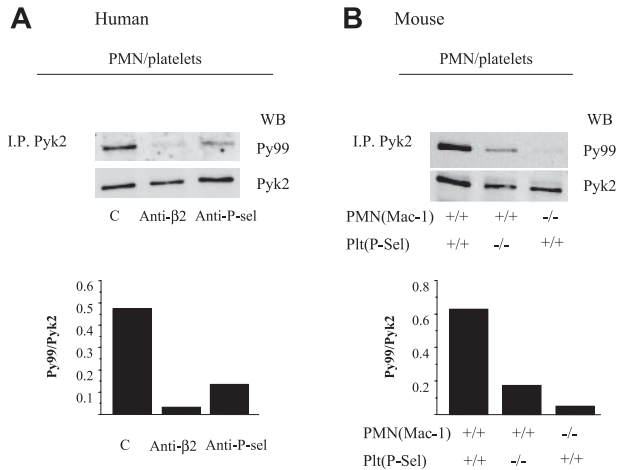 A Human
PMN/platelets
WB
I.P. Pyk2
Py99
Pyk2
C Anti-β2 Anti-P-sel
Py99/Pyk2
0.6
0.5
0.4
0.3
0.2
0.1
C Anti-β2 Anti-P-sel
B Mouse
PMN/platelets
WB
I.P. Pyk2
Py99
Pyk2
PMN(Mac-1) +/+ +/+ -/-
Plt(P-Sel) +/+ -/- +/+
Py99/Pyk2
0.8
0.6
0.4
0.2
PMN(Mac-1) +/+ +/+ -/-
Plt(P-Sel) +/+ -/- +/+